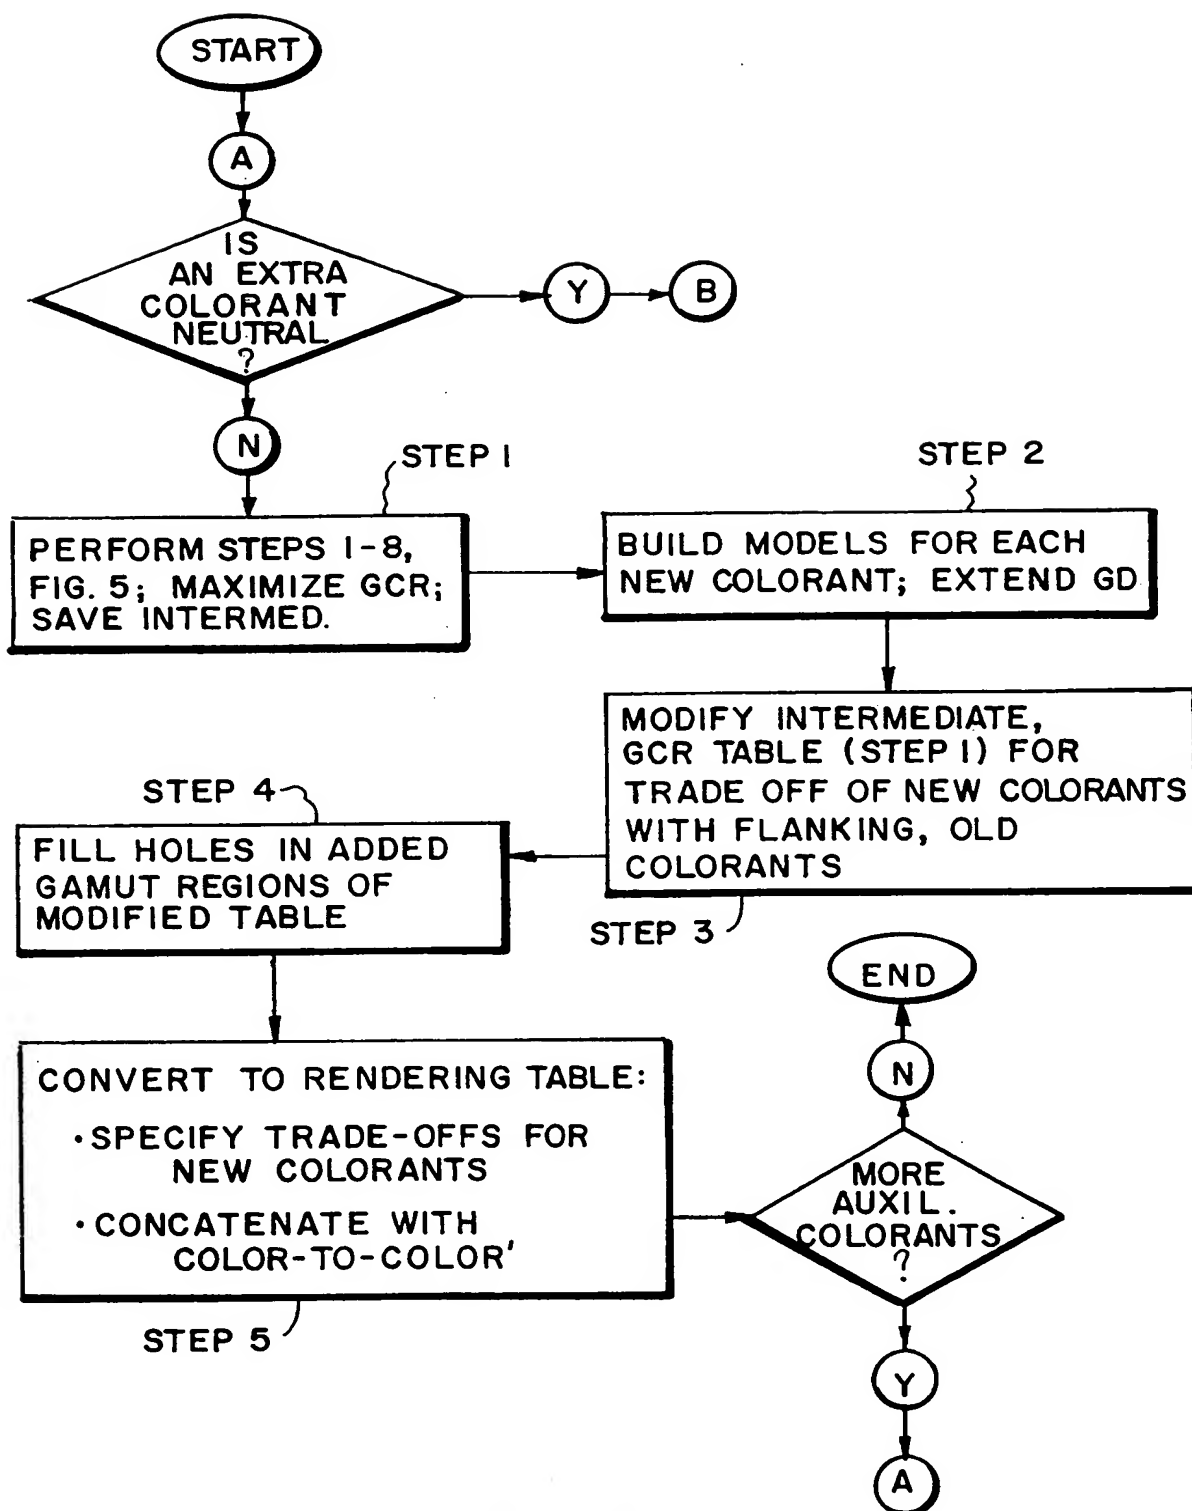 START
A
IS
AN EXTRA
COLORANT
NEUTRAL
?
Y
B
N
STEP 1
PERFORM STEPS 1-8,
FIG. 5; MAXIMIZE GCR;
SAVE INTERMED.
STEP 2
BUILD MODELS FOR EACH
NEW COLORANT; EXTEND GD
MODIFY INTERMEDIATE,
GCR TABLE (STEP 1) FOR
TRADE OFF OF NEW COLORANTS
WITH FLANKING, OLD
COLORANTS
STEP 3
STEP 4
FILL HOLES IN ADDED
GAMUT REGIONS OF
MODIFIED TABLE
CONVERT TO RENDERING TABLE:
•SPECIFY TRADE-OFFS FOR
NEW COLORANTS
•CONCATENATE WITH
COLOR-TO-COLOR'
STEP 5
END
N
MORE
AUXIL.
COLORANTS
?
Y
A